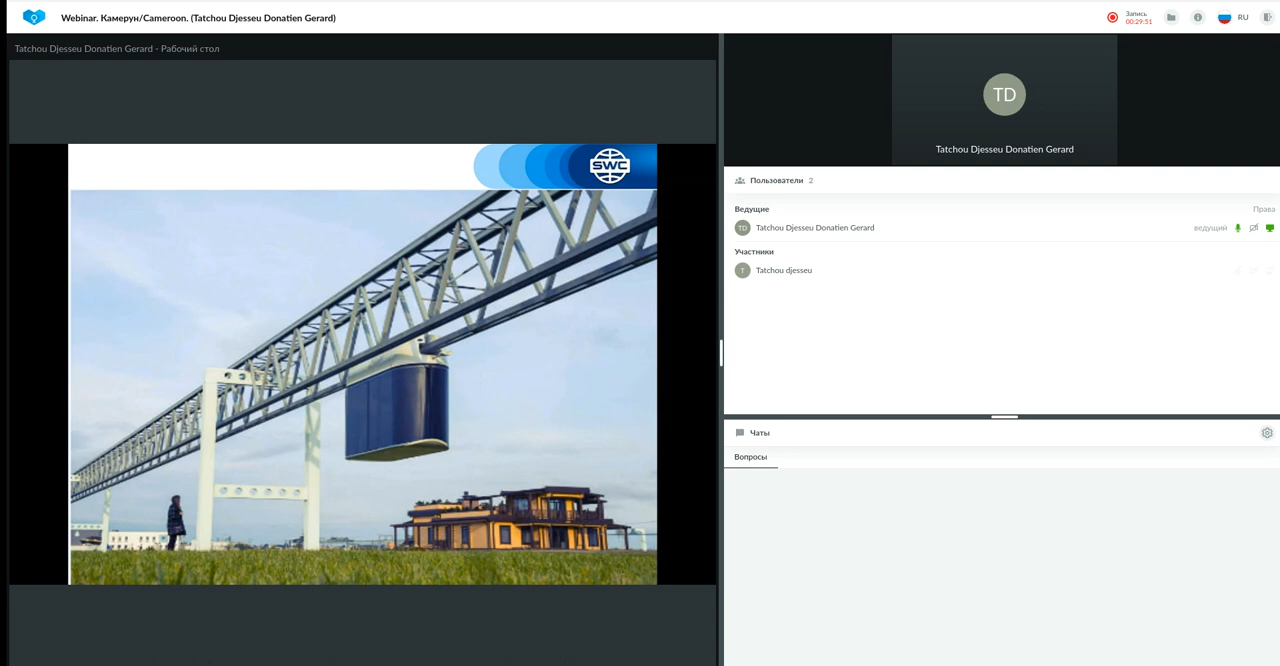 Webinar. Камерун/Cameroon. (Tatchou Djesseu Donatien Gerard)
Запись
00:29:51
RU
Tatchou Djesseu Donatien Gerard - Рабочий стол
SWC
TD
Tatchou Djesseu Donatien Gerard
Пользователи 2
Ведущие Права
TD Tatchou Djesseu Donatien Gerard ведущий
Участники
T Tatchou djesseu
Чаты
Вопросы